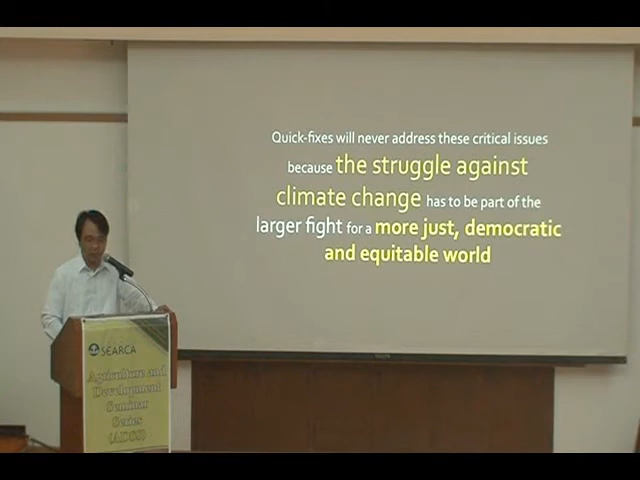 Quick-fixes will never address these critical issues
because the struggle against
climate change has to be part of the
larger fight for a more just, democratic
and equitable world
SEARCA
Agriculture and
Development
Seminar
Series
(ADSS)